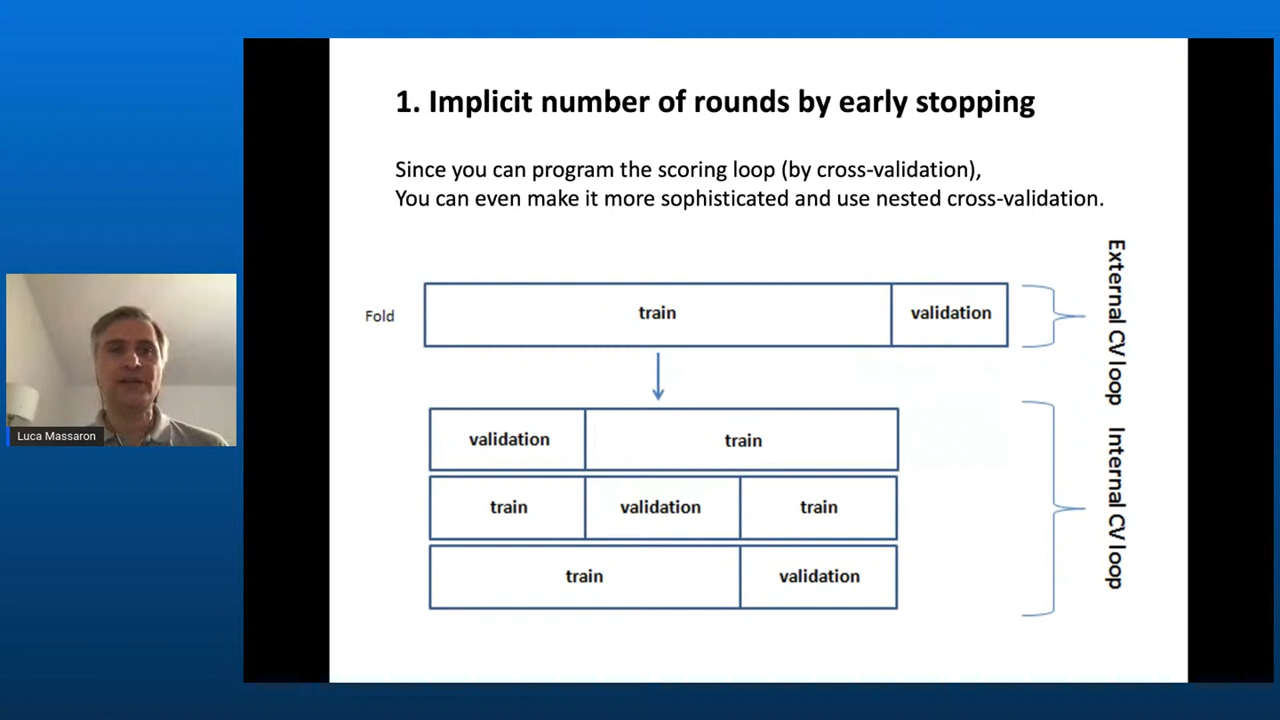 1. Implicit number of rounds by early stopping
Since you can program the scoring loop (by cross-validation),
You can even make it more sophisticated and use nested cross-validation.
Fold
train
validation
External CV loop
validation
train
train
validation
train
train
validation
Internal CV loop
Luca Massaron